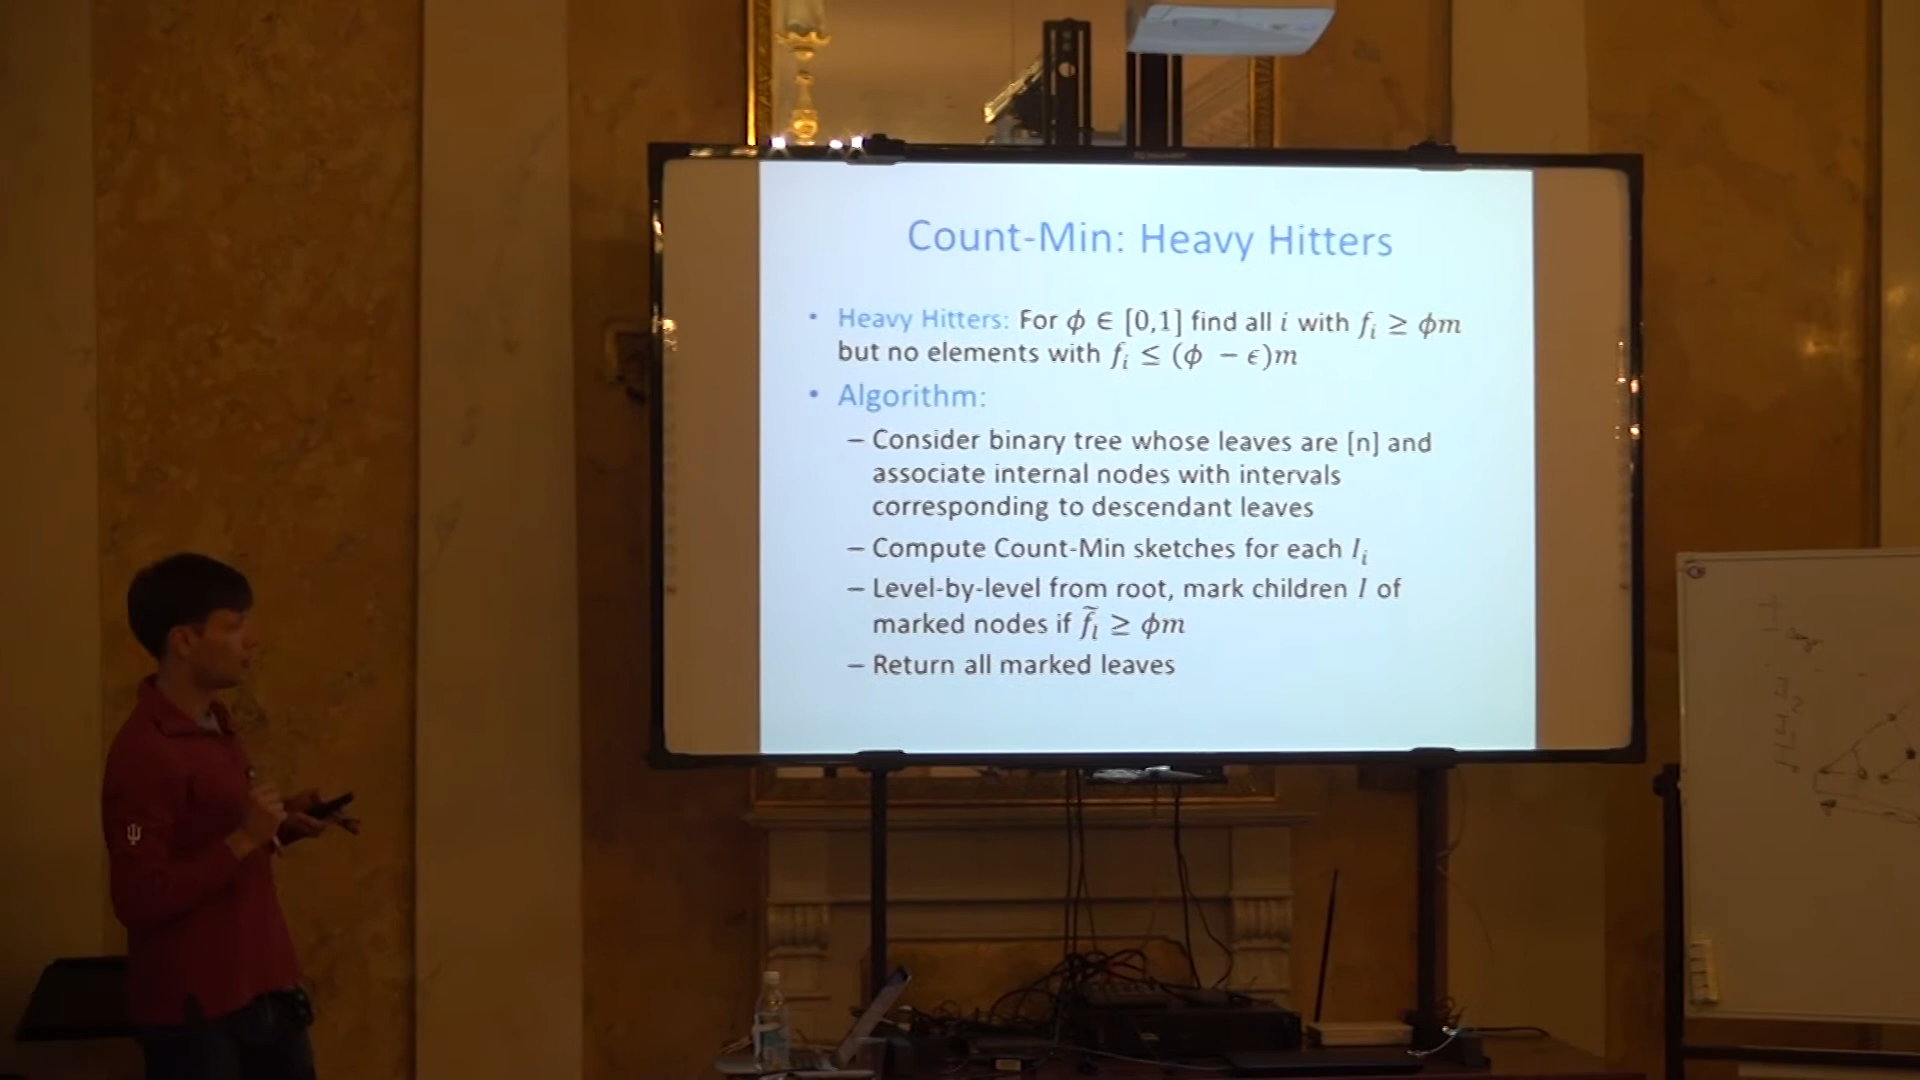 Count-Min: Heavy Hitters
• Heavy Hitters: For ϕ ∈ [0,1] find all i with fᵢ ≥ ϕm
but no elements with fᵢ ≤ (ϕ − ϵ)m
• Algorithm:
– Consider binary tree whose leaves are [n] and
associate internal nodes with intervals
corresponding to descendant leaves
– Compute Count-Min sketches for each Iᵢ
– Level-by-level from root, mark children I of
marked nodes if f̃ₗ ≥ ϕm
– Return all marked leaves